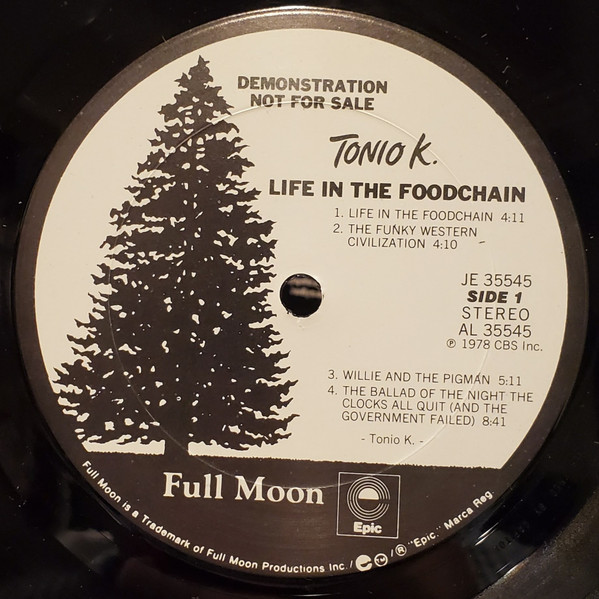 DEMONSTRATION
NOT FOR SALE
TONIO K.
LIFE IN THE FOODCHAIN
1. LIFE IN THE FOODCHAIN 4:11
2. THE FUNKY WESTERN
CIVILIZATION 4:10
JE 35545
SIDE 1
STEREO
AL 35545
℗ 1978 CBS Inc.
3. WILLIE AND THE PIGMAN 5:11
4. THE BALLAD OF THE NIGHT THE
CLOCKS ALL QUIT (AND THE
GOVERNMENT FAILED) 8:41
- Tonio K. -
Full Moon
Epic
Full Moon is a Trademark of Full Moon Productions Inc. / TM / ® "Epic," Marca Reg.